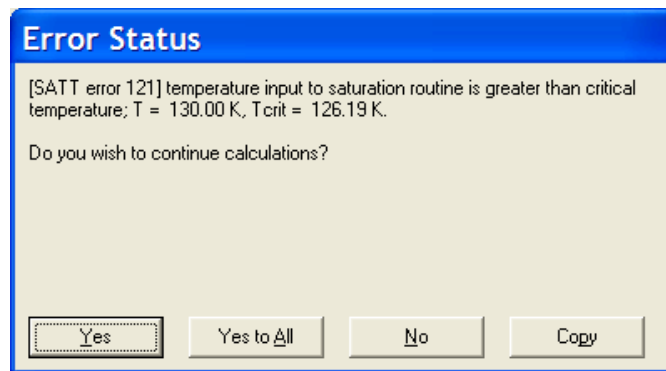 Error Status
[SATT error 121] temperature input to saturation routine is greater than critical
temperature; T = 130.00 K, Tcrit = 126.19 K.
Do you wish to continue calculations?
Yes
Yes to All
No
Copy